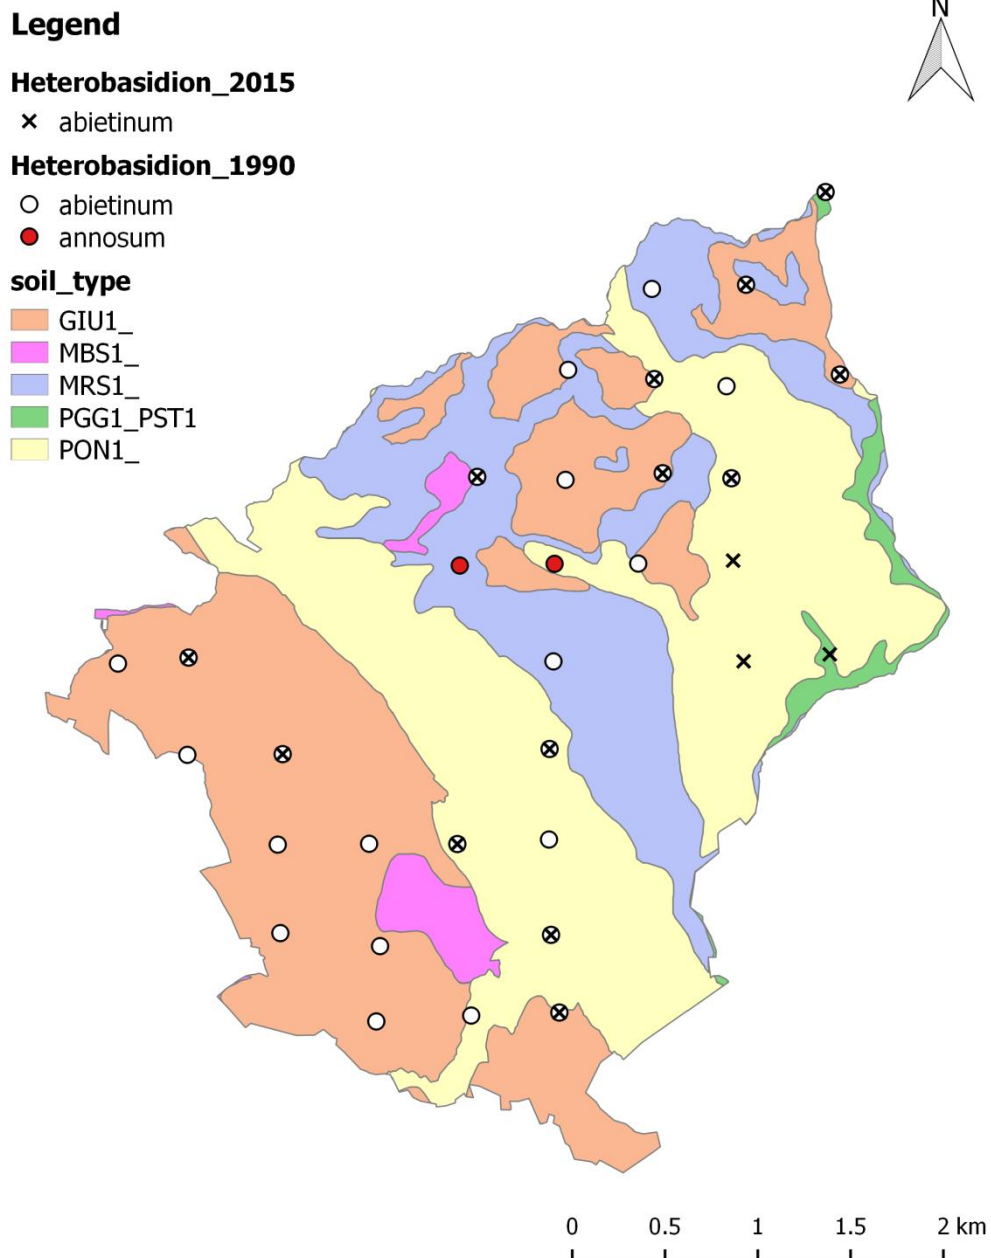 Legend
N
Heterobasidion_2015
abietinum
Heterobasidion_1990
abietinum
annosum
soil_type
GIU1_
MBS1_
MRS1_
PGG1_PST1
PON1_
0 0.5 1 1.5 2 km